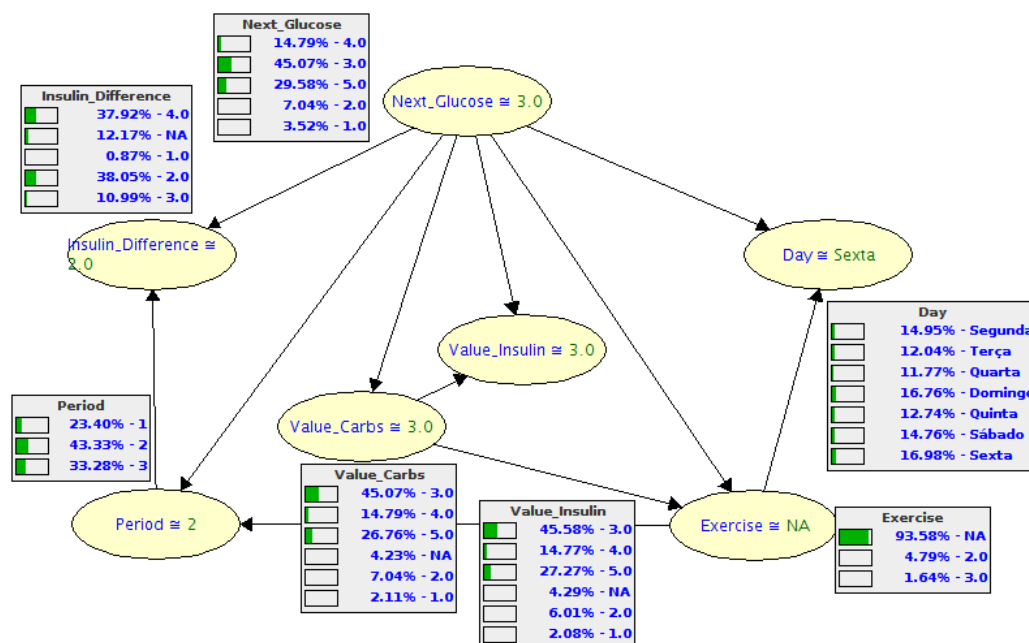 Next_Glucose
14.79% - 4.0
45.07% - 3.0
29.58% - 5.0
7.04% - 2.0
3.52% - 1.0
Next_Glucose ≅ 3.0
Insulin_Difference
37.92% - 4.0
12.17% - NA
0.87% - 1.0
38.05% - 2.0
10.99% - 3.0
Insulin_Difference ≅
2.0
Day ≅ Sexta
Day
14.95% - Segunda
12.04% - Terça
11.77% - Quarta
16.76% - Domingo
12.74% - Quinta
14.76% - Sábado
16.98% - Sexta
Value_Insulin ≅ 3.0
Value_Carbs ≅ 3.0
Period
23.40% - 1
43.33% - 2
33.28% - 3
Period ≅ 2
Value_Carbs
45.07% - 3.0
14.79% - 4.0
26.76% - 5.0
4.23% - NA
7.04% - 2.0
2.11% - 1.0
Value_Insulin
45.58% - 3.0
14.77% - 4.0
27.27% - 5.0
4.29% - NA
6.01% - 2.0
2.08% - 1.0
Exercise ≅ NA
Exercise
93.58% - NA
4.79% - 2.0
1.64% - 3.0